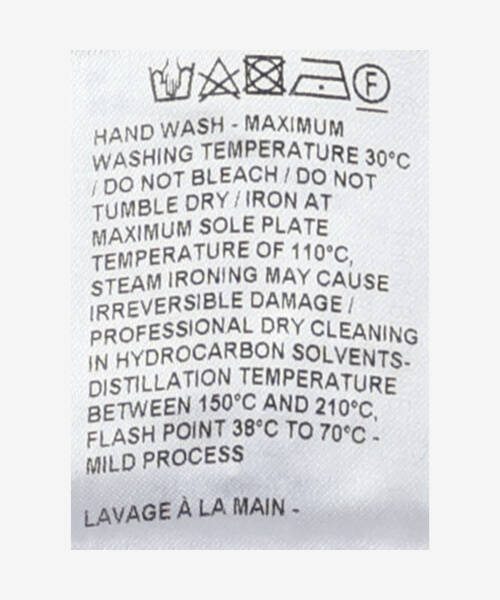 F
HAND WASH - MAXIMUM
WASHING TEMPERATURE 30°C
/ DO NOT BLEACH / DO NOT
TUMBLE DRY / IRON AT
MAXIMUM SOLE PLATE
TEMPERATURE OF 110°C,
STEAM IRONING MAY CAUSE
IRREVERSIBLE DAMAGE /
PROFESSIONAL DRY CLEANING
IN HYDROCARBON SOLVENTS-
DISTILLATION TEMPERATURE
BETWEEN 150°C AND 210°C,
FLASH POINT 38°C TO 70°C -
MILD PROCESS
LAVAGE À LA MAIN -